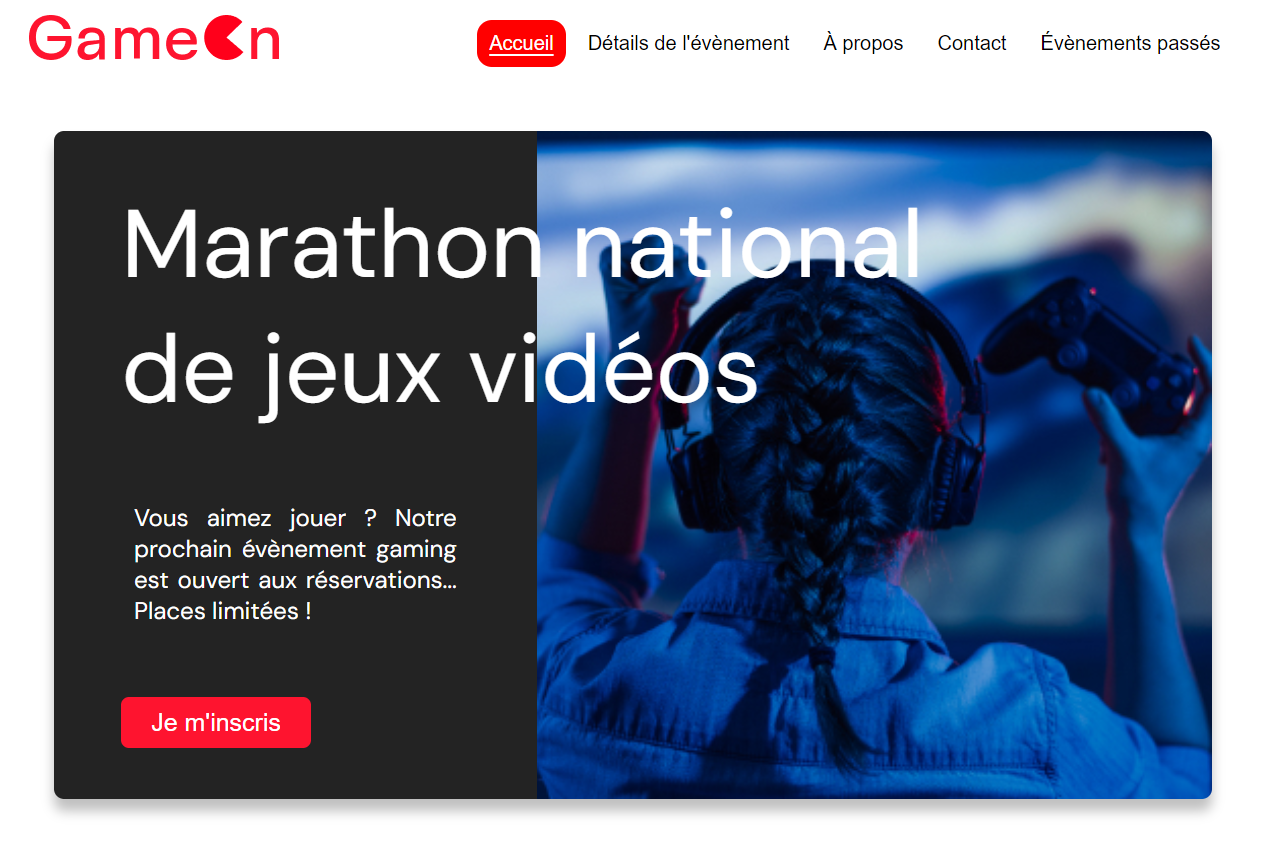 GameOn
Accueil Détails de l'évènement À propos Contact Évènements passés
Marathon national
de jeux vidéos
Vous aimez jouer ? Notre
prochain évènement gaming
est ouvert aux réservations...
Places limitées !
Je m'inscris